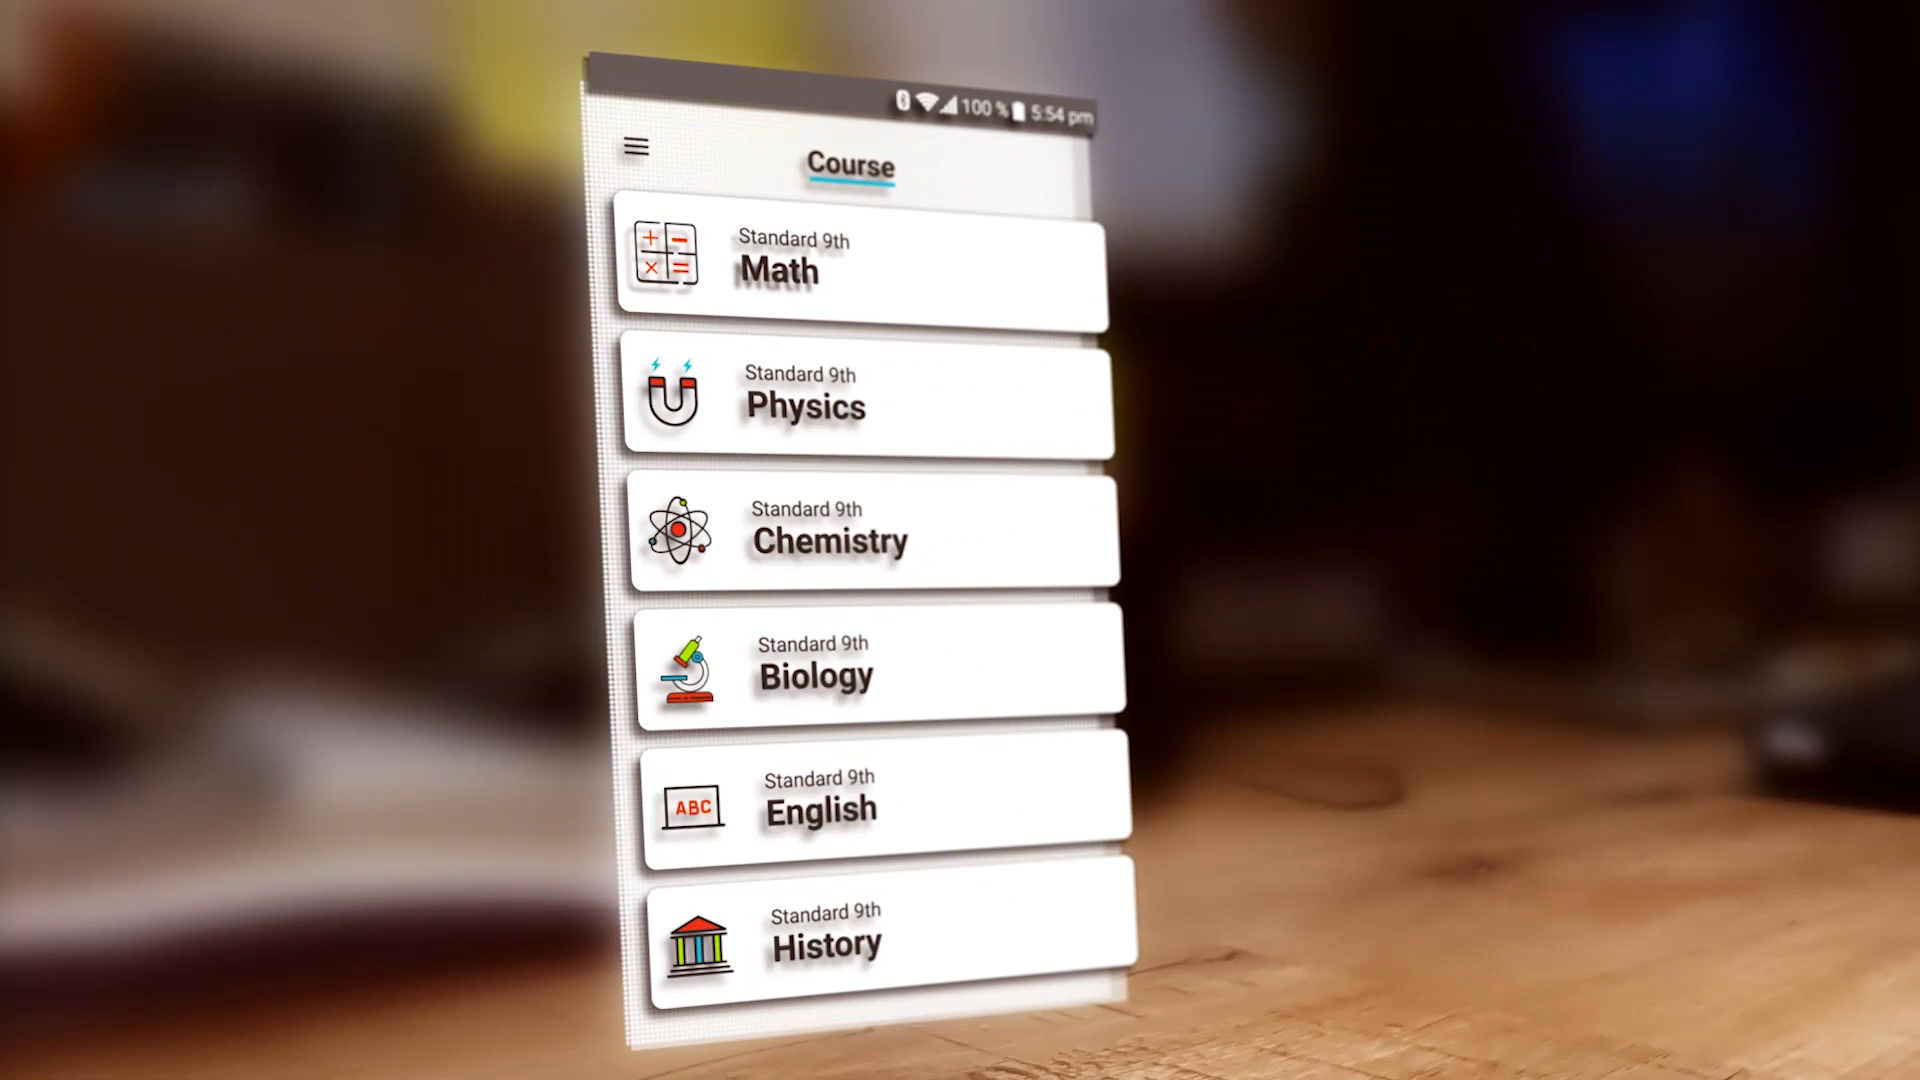 100 % 5:54 pm
Course
Standard 9th
Math
Standard 9th
Physics
Standard 9th
Chemistry
Standard 9th
Biology
ABC
Standard 9th
English
Standard 9th
History